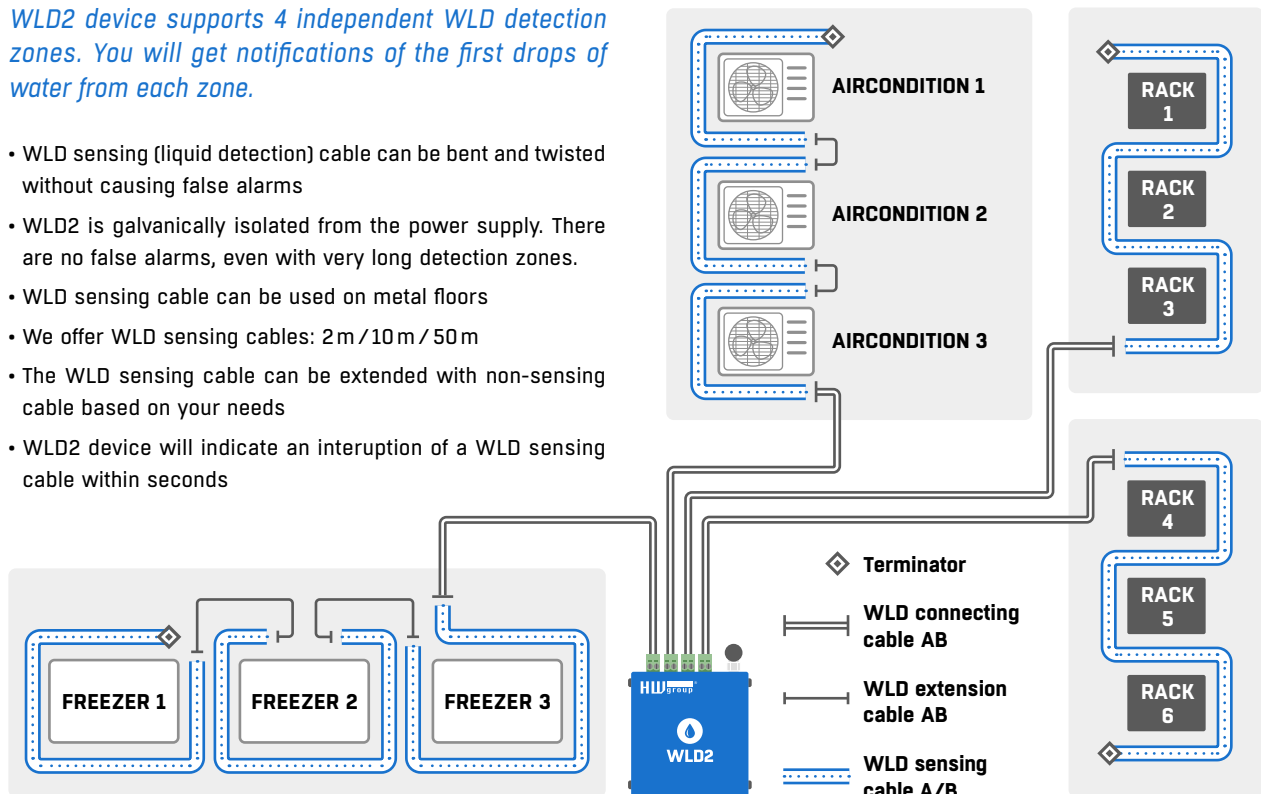 WLD2 device supports 4 independent WLD detection
zones. You will get notifications of the first drops of
water from each zone.
• WLD sensing (liquid detection) cable can be bent and twisted
without causing false alarms
• WLD2 is galvanically isolated from the power supply. There
are no false alarms, even with very long detection zones.
• WLD sensing cable can be used on metal floors
• We offer WLD sensing cables: 2 m / 10 m / 50 m
• The WLD sensing cable can be extended with non-sensing
cable based on your needs
• WLD2 device will indicate an interuption of a WLD sensing
cable within seconds
AIRCONDITION 1
AIRCONDITION 2
AIRCONDITION 3
RACK
1
RACK
2
RACK
3
RACK
4
RACK
5
RACK
6
FREEZER 1
FREEZER 2
FREEZER 3
HW group
WLD2
Terminator
WLD connecting
cable AB
WLD extension
cable AB
WLD sensing
cable A/B